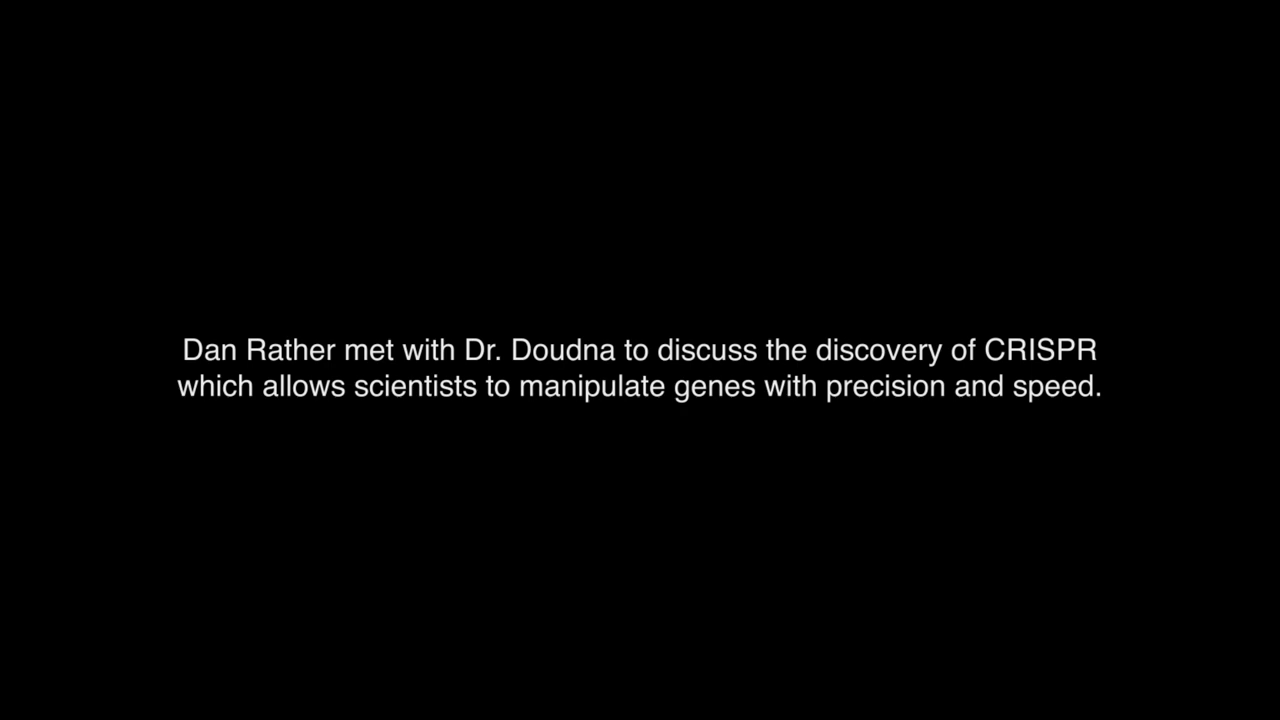 Dan Rather met with Dr. Doudna to discuss the discovery of CRISPR
which allows scientists to manipulate genes with precision and speed.